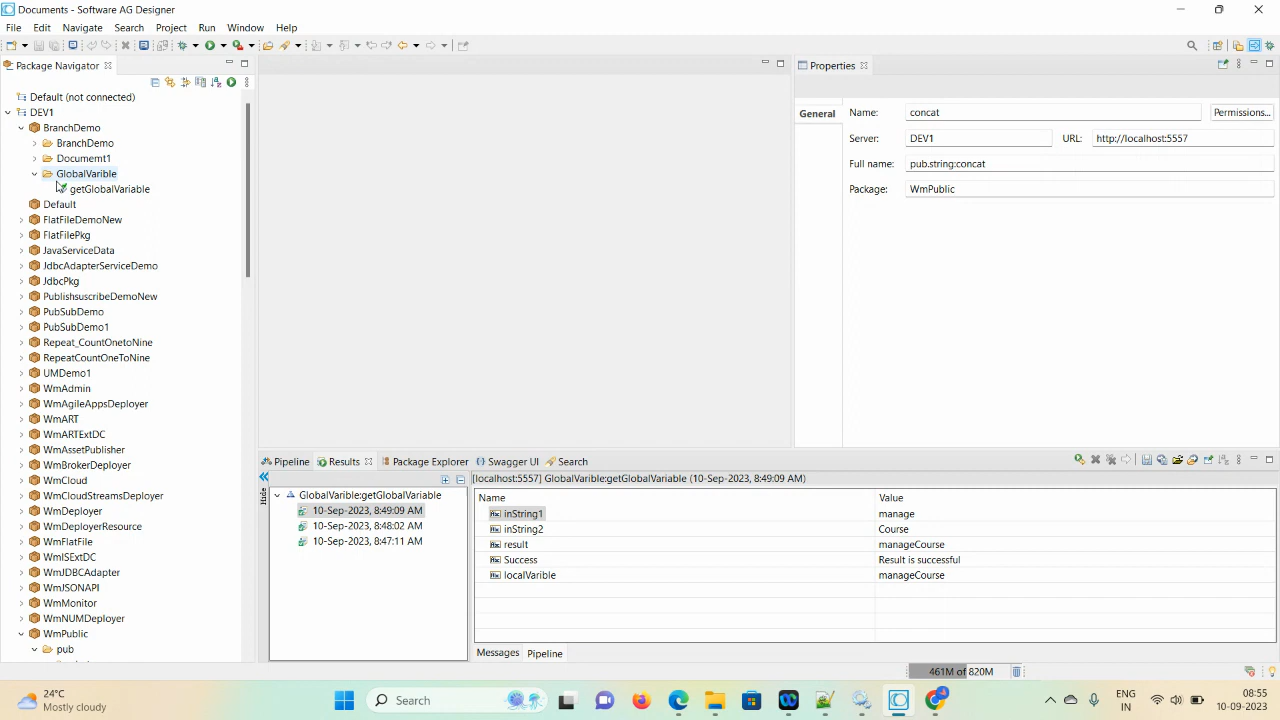 Documents - Software AG Designer
File Edit Navigate Search Project Run Window Help
Package Navigator
Default (not connected)
DEV1
BranchDemo
BranchDemo
Documemt1
GlobalVarible
getGlobalVariable
Default
FlatFileDemoNew
FlatFilePkg
JavaServiceData
JdbcAdapterServiceDemo
JdbcPkg
PublishsuscribeDemoNew
PubSubDemo
PubSubDemo1
Repeat_CountOnetoNine
RepeatCountOneToNine
UMDemo1
WmAdmin
WmAgileAppsDeployer
WmART
WmARTExtDC
WmAssetPublisher
WmBrokerDeployer
WmCloud
WmCloudStreamsDeployer
WmDeployer
WmDeployerResource
WmFlatFile
WmISExtDC
WmJDBCAdapter
WmJSONAPI
WmMonitor
WmNUMDeployer
WmPublic
pub
Properties
General
Name: concat Permissions...
Server: DEV1 URL: http://localhost:5557
Full name: pub.string:concat
Package: WmPublic
Pipeline Results Package Explorer Swagger UI Search
Hide
GlobalVarible:getGlobalVariable
10-Sep-2023, 8:49:09 AM
10-Sep-2023, 8:48:02 AM
10-Sep-2023, 8:47:11 AM
[localhost:5557] GlobalVarible:getGlobalVariable (10-Sep-2023, 8:49:09 AM)
Name Value
inString1 manage
inString2 Course
result manageCourse
Success Result is successful
localVarible manageCourse
Messages Pipeline
461M of 820M
24°C
Mostly cloudy
Search
4
ENG
IN
08:55
10-09-2023